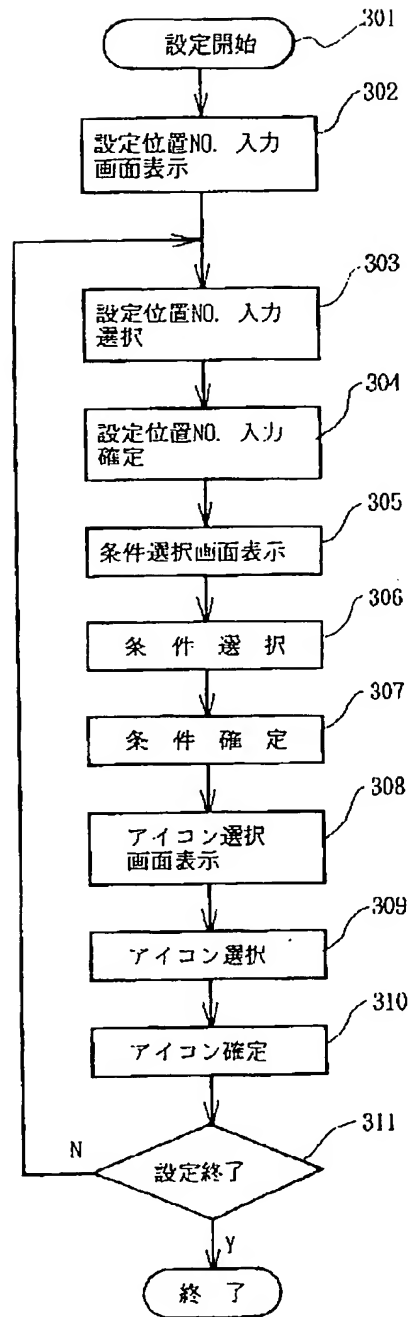 設定開始
301
302
設定位置NO. 入力
画面表示
303
設定位置NO. 入力
選択
304
設定位置NO. 入力
確定
305
条件選択画面表示
306
条 件 選 択
307
条 件 確 定
308
アイコン選択
画面表示
309
アイコン選択
310
アイコン確定
311
N
設定終了
Y
終 了